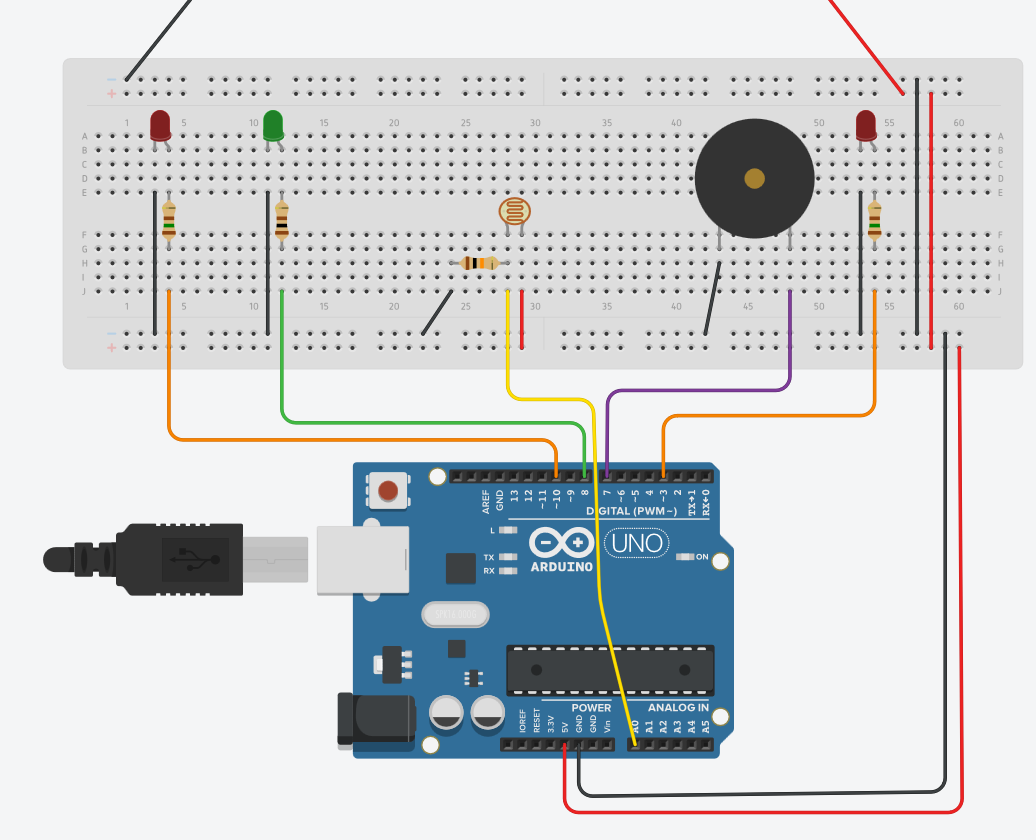 − −
+ +
1 5 10 15 20 25 30 35 40 45 50 55 60
A A
B B
C C
D D
E E
F F
G G
H H
I I
J J
1 5 10 15 20 25 30 35 40 45 50 55 60
− −
+ +
AREF GND 13 12 ~11 ~10 ~9 8 7 ~6 ~5 4 ~3 2 TX→1 RX←0
DIGITAL (PWM~)
L
TX
RX
UNO
ON
ARDUINO
POWER ANALOG IN
IOREF RESET 3.3V 5V GND GND Vin A0 A1 A2 A3 A4 A5